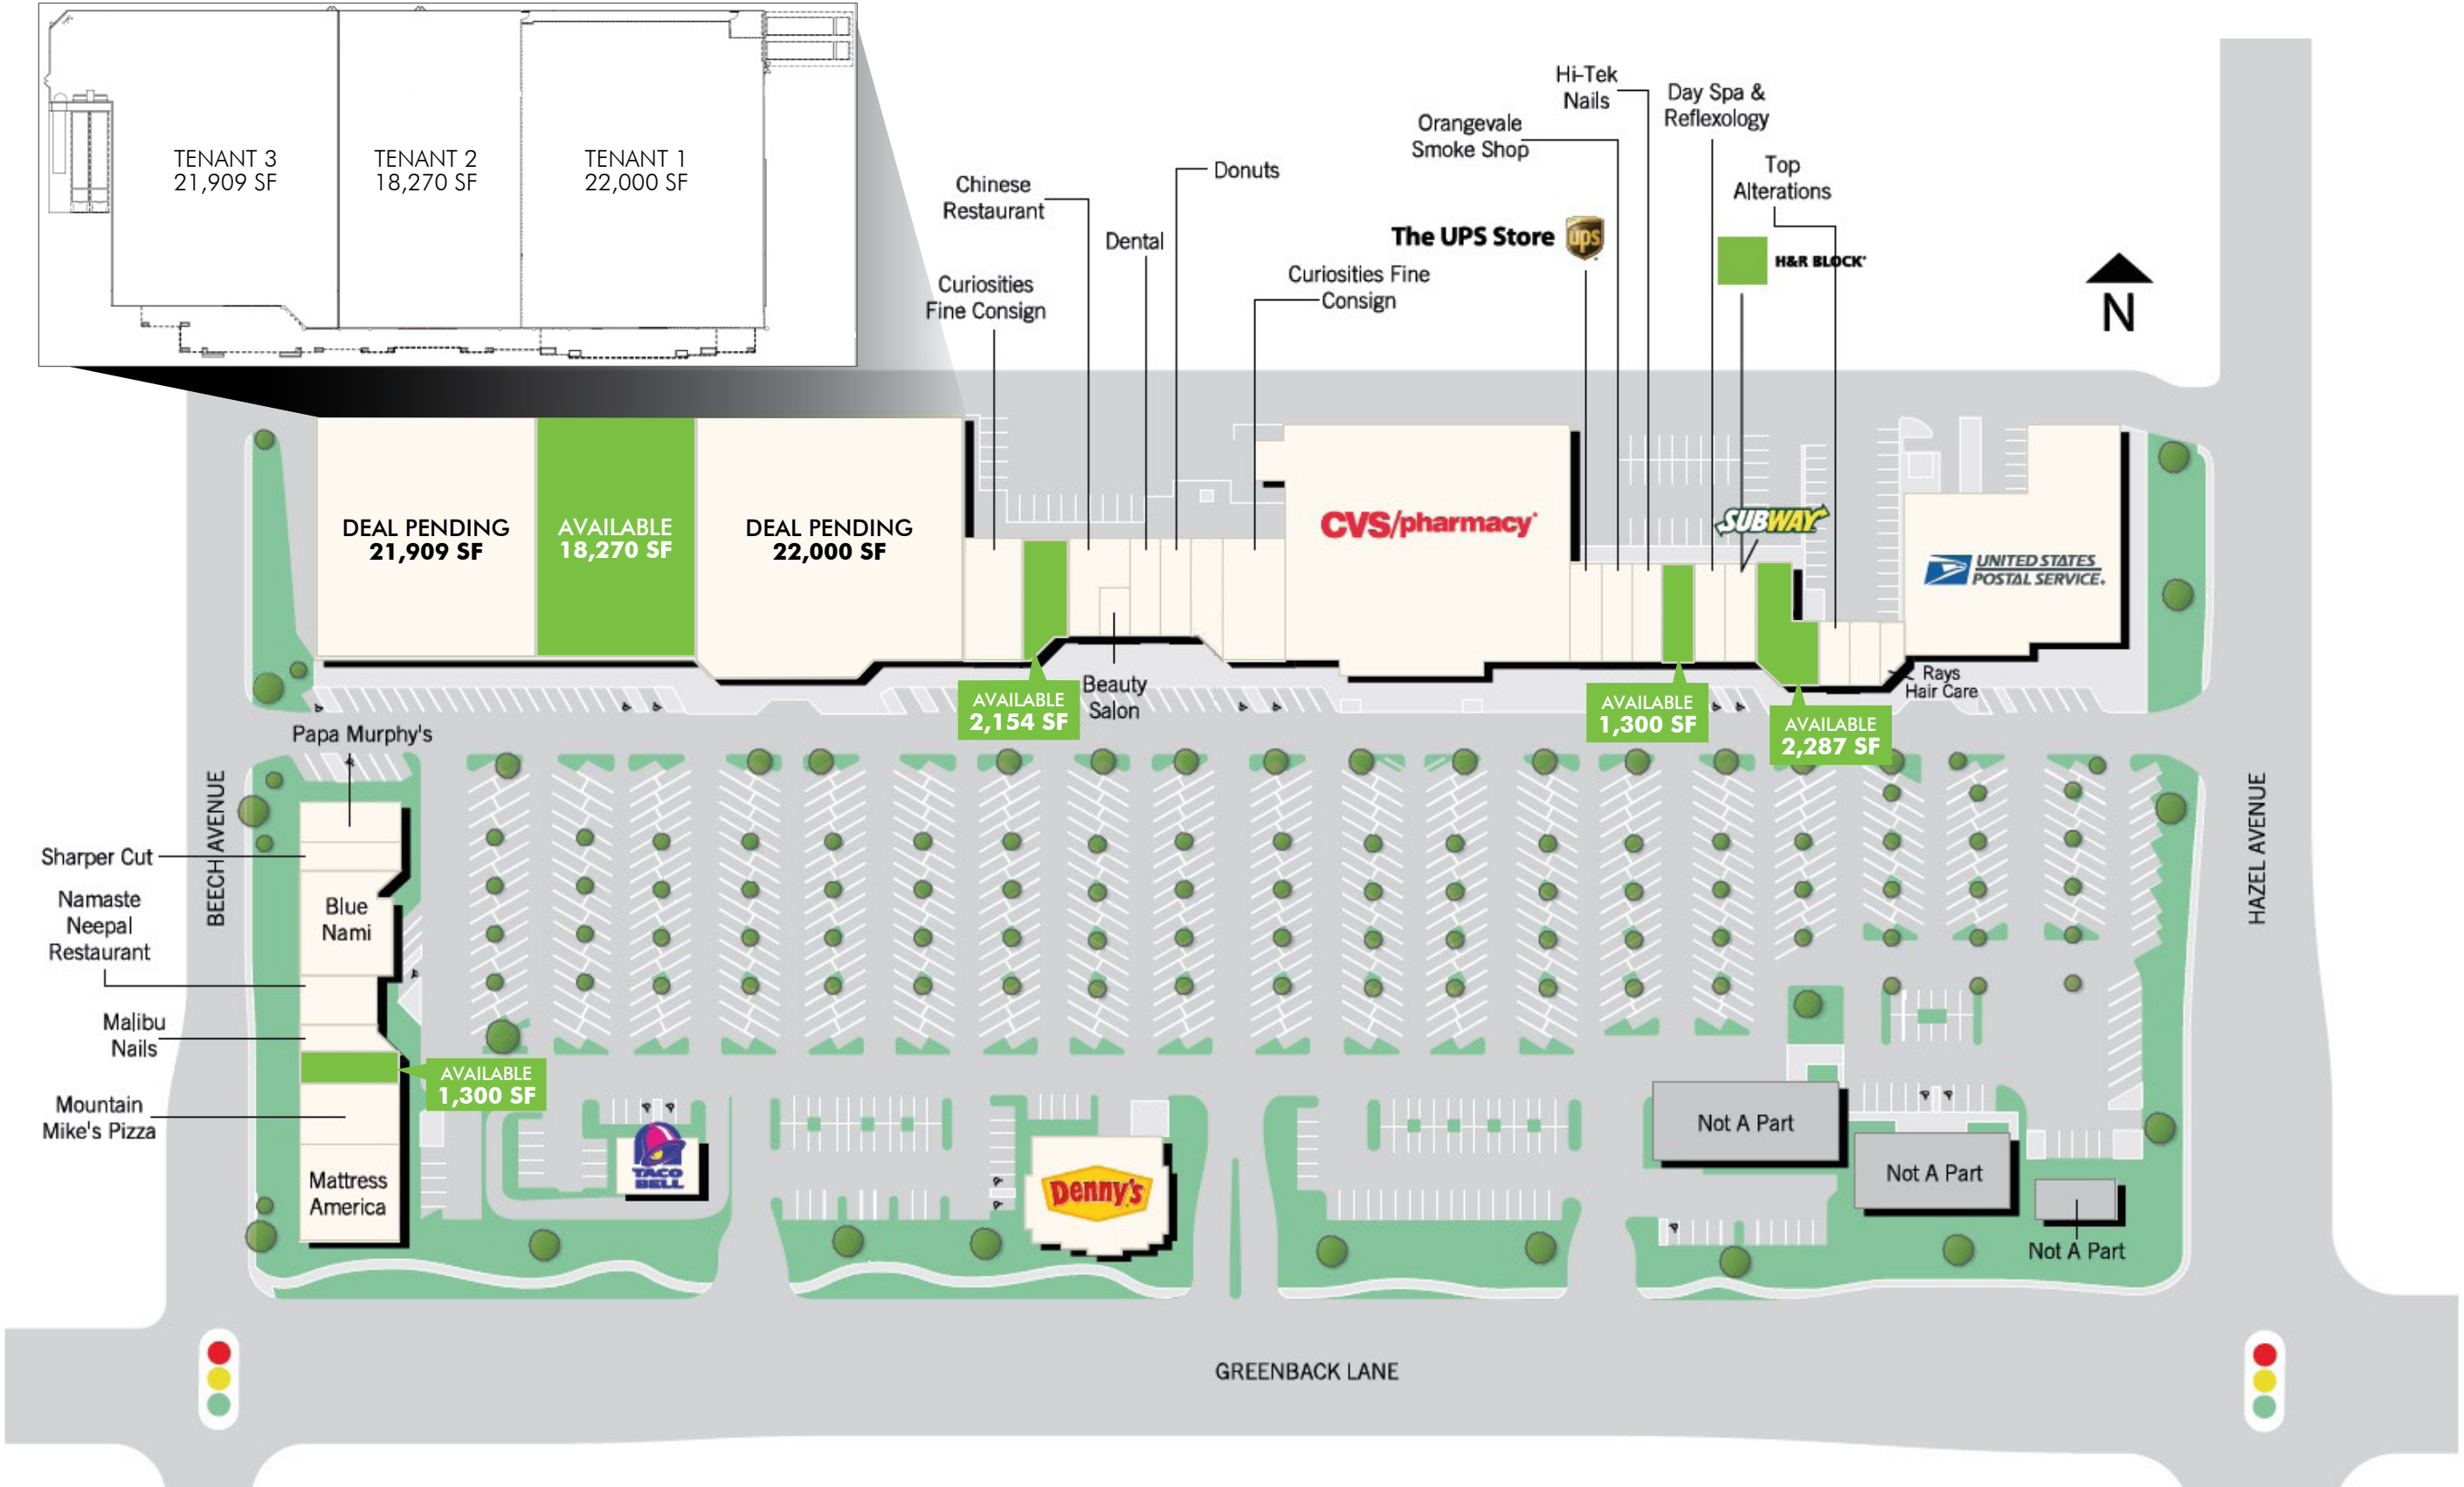 TENANT 3
21,909 SF
TENANT 2
18,270 SF
TENANT 1
22,000 SF
Hi-Tek
Nails
Day Spa &
Reflexology
Orangevale
Smoke Shop
Top
Alterations
Donuts
Chinese
Restaurant
Dental
The UPS Store
ups
H&R BLOCK
Curiosities
Fine Consign
Curiosities Fine
Consign
N
DEAL PENDING
21,909 SF
AVAILABLE
18,270 SF
DEAL PENDING
22,000 SF
CVS/pharmacy
SUBWAY
UNITED STATES
POSTAL SERVICE®
AVAILABLE
2,154 SF
Beauty
Salon
AVAILABLE
1,300 SF
AVAILABLE
2,287 SF
Rays
Hair Care
Papa Murphy's
BEECH AVENUE
HAZEL AVENUE
Sharper Cut
Blue
Nami
Namaste
Neepal
Restaurant
Malibu
Nails
AVAILABLE
1,300 SF
Mountain
Mike's Pizza
Mattress
America
TACO
BELL
Denny's
Not A Part
Not A Part
Not A Part
GREENBACK LANE